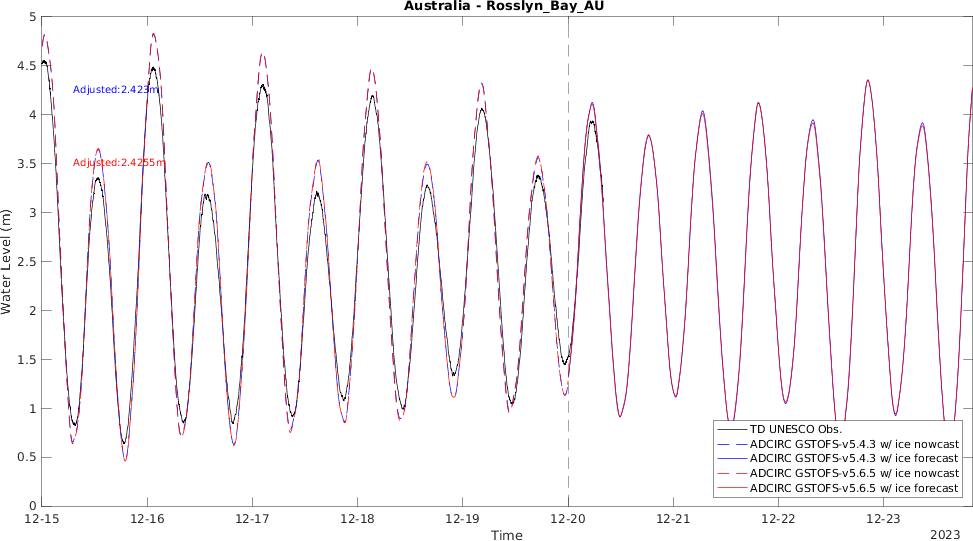 Australia - Rosslyn_Bay_AU
5
4.5
Adjusted:2.423m
4
3.5
Adjusted:2.4255m
3
2.5
2
1.5
1
0.5
0
Water Level (m)
TD UNESCO Obs.
ADCIRC GSTOFS-v5.4.3 w/ ice nowcast
ADCIRC GSTOFS-v5.4.3 w/ ice forecast
ADCIRC GSTOFS-v5.6.5 w/ ice nowcast
ADCIRC GSTOFS-v5.6.5 w/ ice forecast
12-15 12-16 12-17 12-18 12-19 12-20 12-21 12-22 12-23
Time
2023